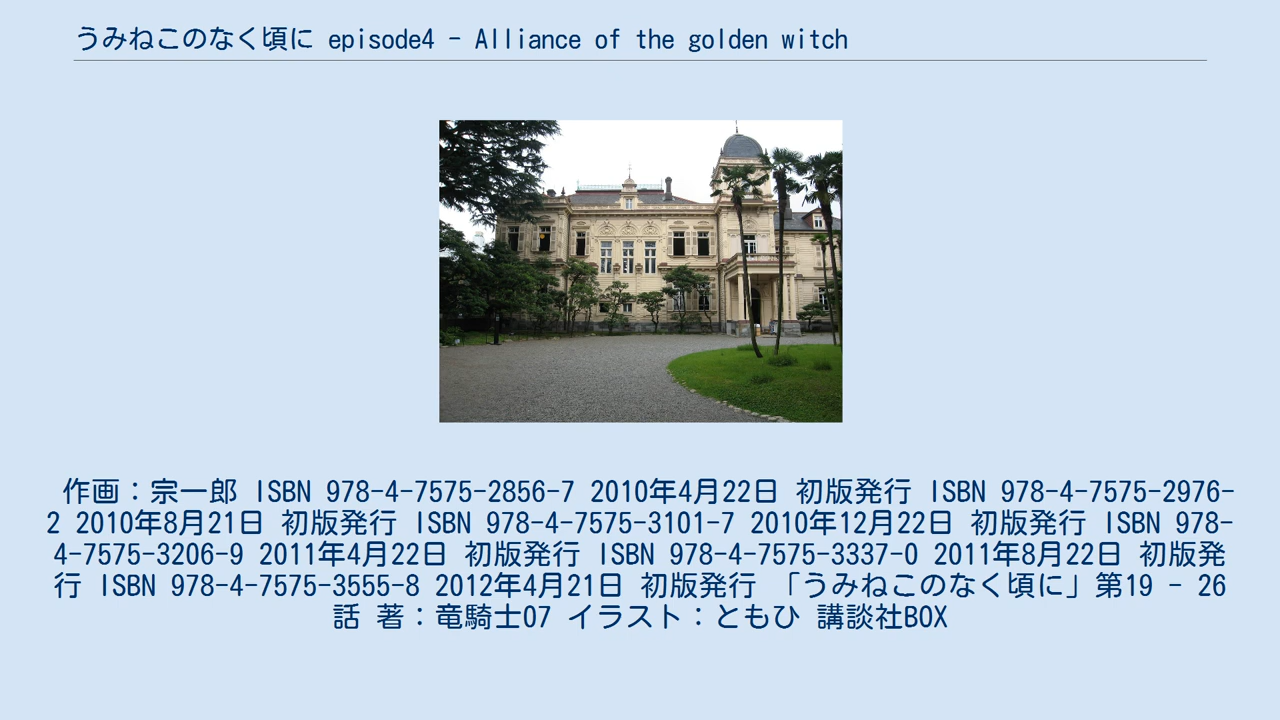 うみねこのなく頃に episode4 - Alliance of the golden witch
作画：宗一郎 ISBN 978-4-7575-2856-7 2010年4月22日 初版発行 ISBN 978-4-7575-2976-
2 2010年8月21日 初版発行 ISBN 978-4-7575-3101-7 2010年12月22日 初版発行 ISBN 978-
4-7575-3206-9 2011年4月22日 初版発行 ISBN 978-4-7575-3337-0 2011年8月22日 初版発
行 ISBN 978-4-7575-3555-8 2012年4月21日 初版発行 「うみねこのなく頃に」第19 - 26
話 著：竜騎士07 イラスト：ともひ 講談社BOX